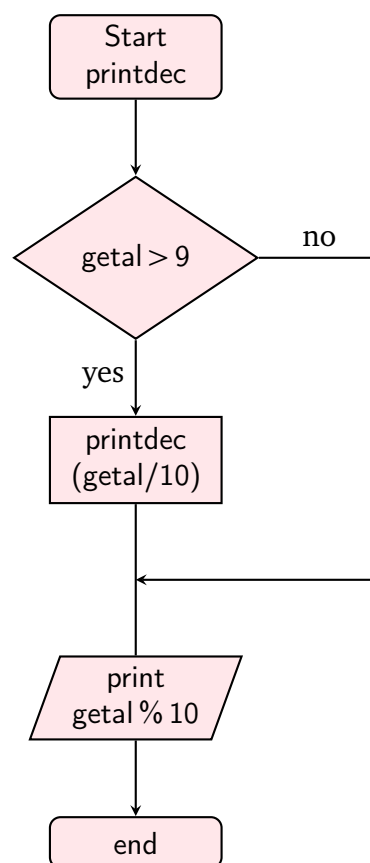 Start
printdec
getal > 9
no
yes
printdec
(getal/10)
print
getal % 10
end